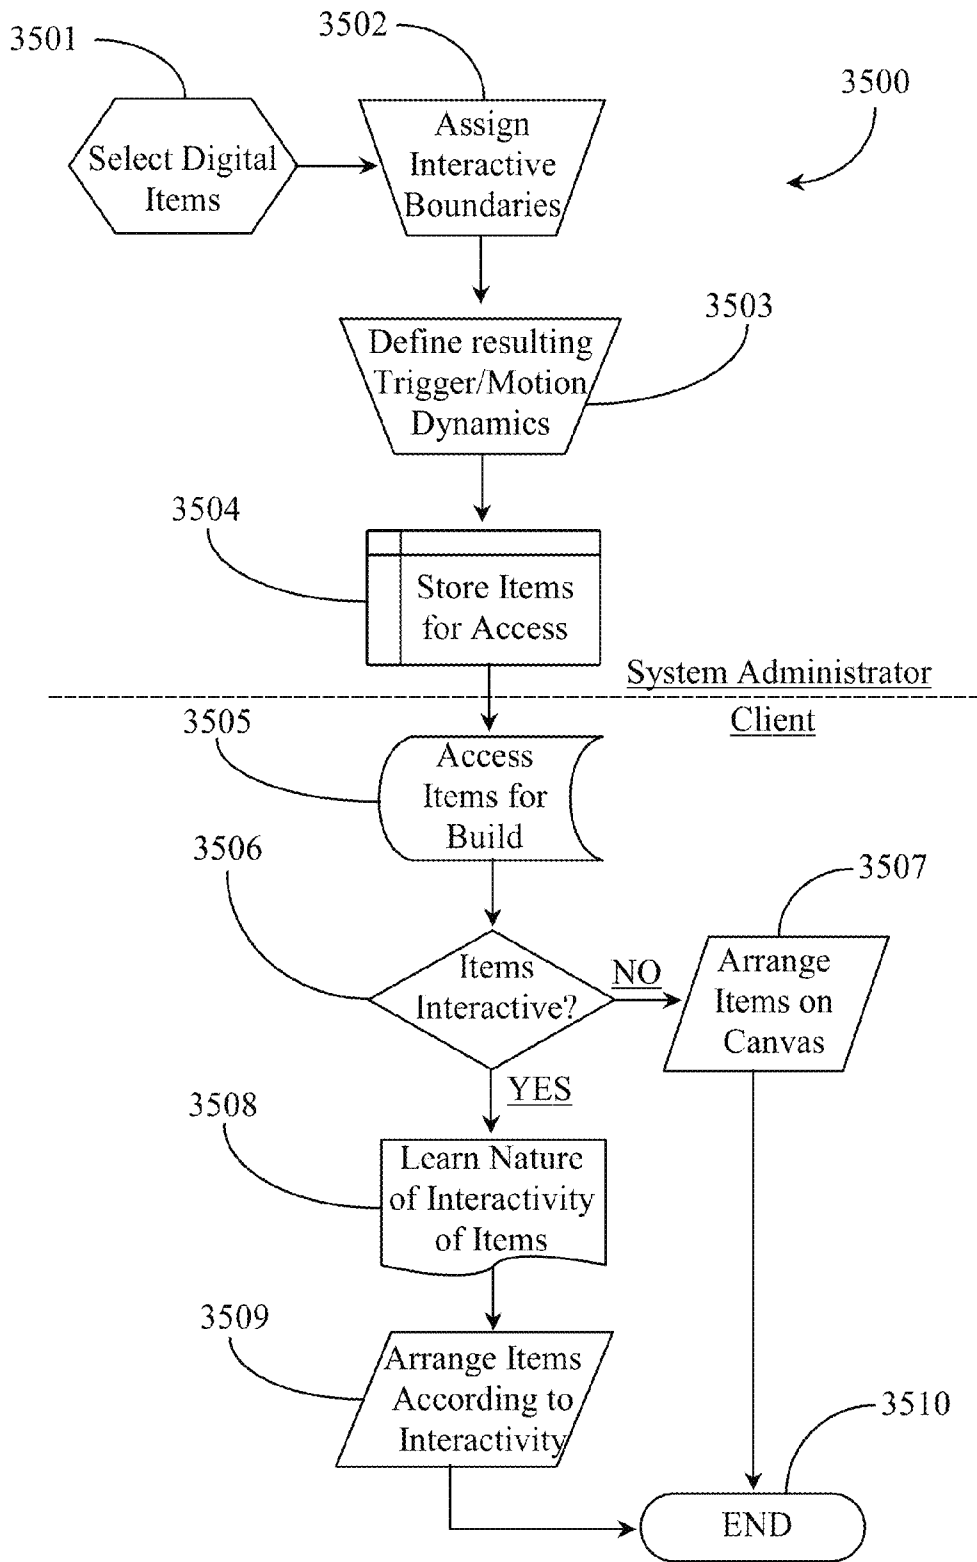 3501
3502
3500
Select Digital
Items
Assign
Interactive
Boundaries
3503
Define resulting
Trigger/Motion
Dynamics
3504
Store Items
for Access
System Administrator
Client
3505
Access
Items for
Build
3506
3507
Items
Interactive?
NO
Arrange
Items on
Canvas
YES
3508
Learn Nature
of Interactivity
of Items
3509
Arrange Items
According to
Interactivity
3510
END